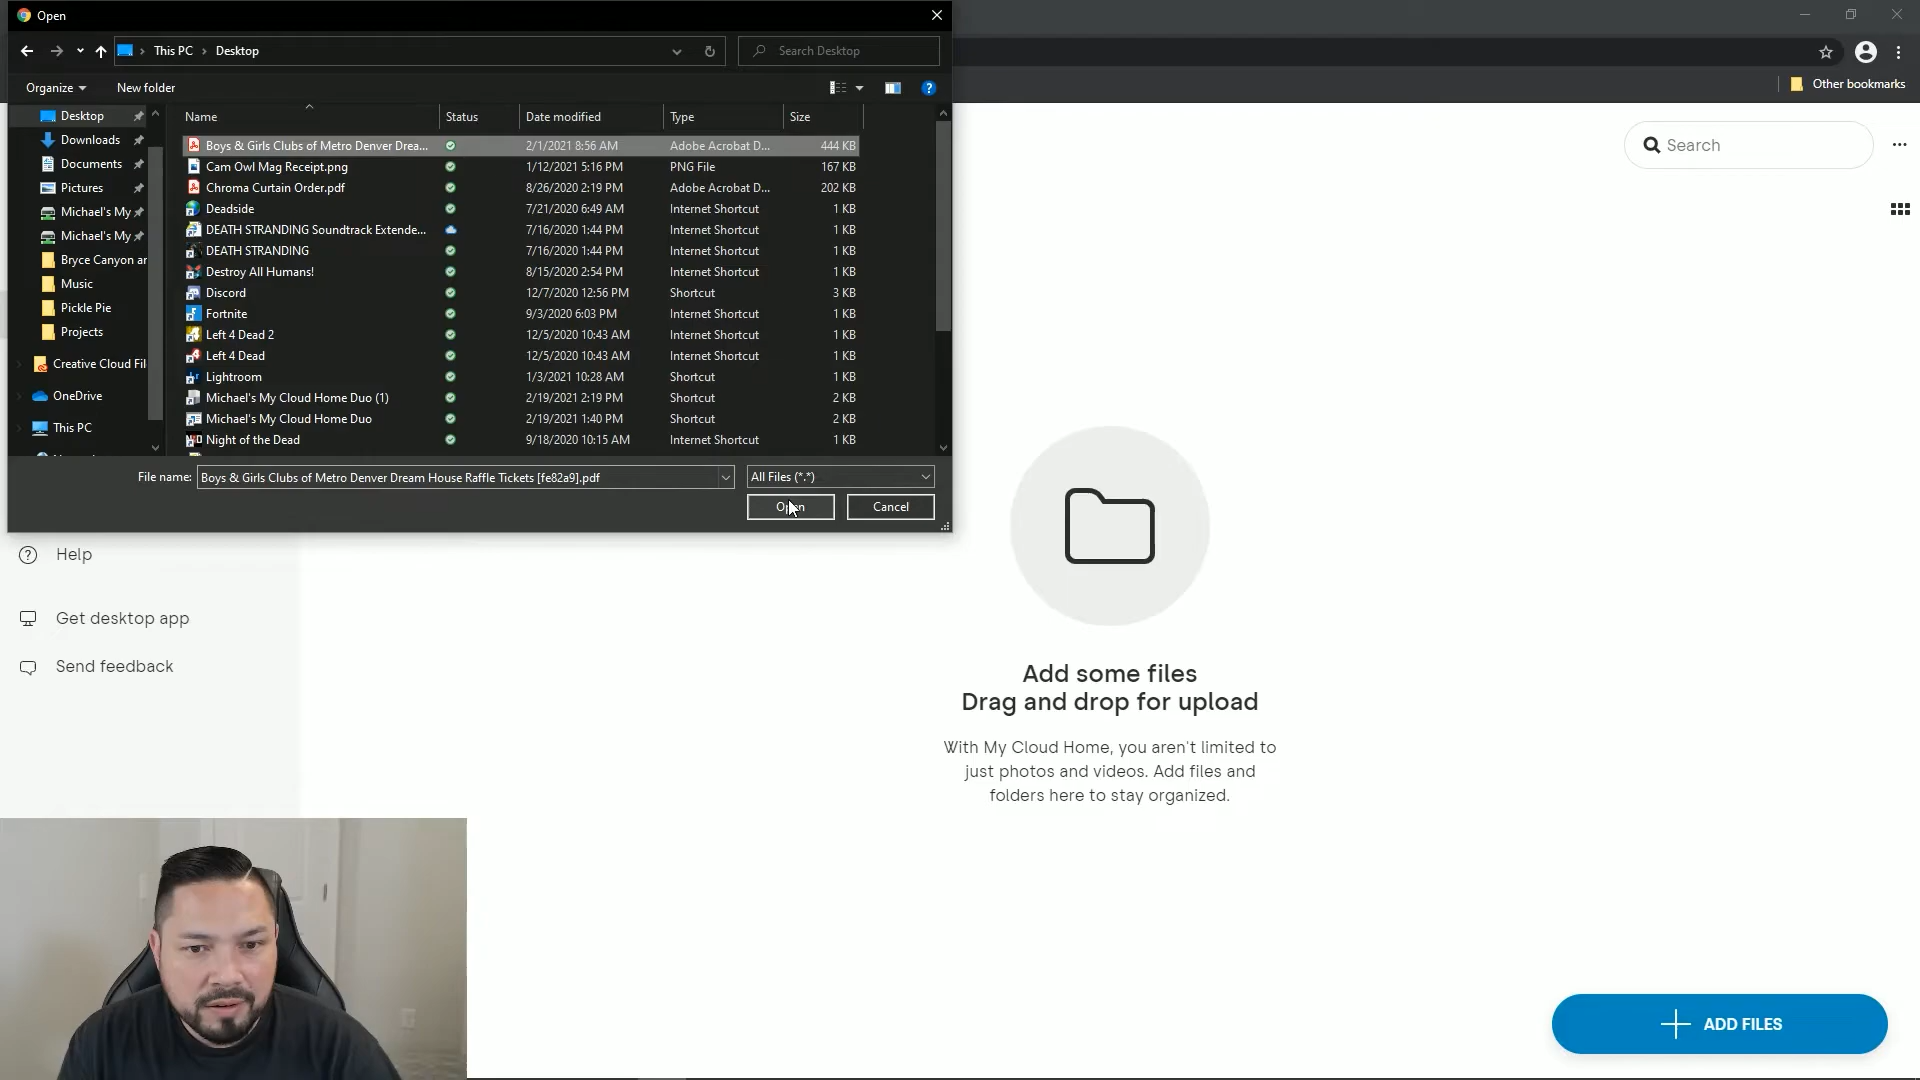 Open
This PC > Desktop
Search Desktop
Organize
New folder
Other bookmarks
Name Status Date modified Type Size
Desktop
Downloads
Documents
Pictures
Michael's My
Michael's My
Bryce Canyon ar
Music
Pickle Pie
Projects
Creative Cloud Fil
OneDrive
This PC
Boys & Girls Clubs of Metro Denver Drea... 2/1/2021 8:56 AM Adobe Acrobat D... 444 KB
Cam Owl Mag Receipt.png 1/12/2021 5:16 PM PNG File 167 KB
Chroma Curtain Order.pdf 8/26/2020 2:19 PM Adobe Acrobat D... 202 KB
Deadside 7/21/2020 6:49 AM Internet Shortcut 1 KB
DEATH STRANDING Soundtrack Extende... 7/16/2020 1:44 PM Internet Shortcut 1 KB
DEATH STRANDING 7/16/2020 1:44 PM Internet Shortcut 1 KB
Destroy All Humans! 8/15/2020 2:54 PM Internet Shortcut 1 KB
Discord 12/7/2020 12:56 PM Shortcut 3 KB
Fortnite 9/3/2020 6:03 PM Internet Shortcut 1 KB
Left 4 Dead 2 12/5/2020 10:43 AM Internet Shortcut 1 KB
Left 4 Dead 12/5/2020 10:43 AM Internet Shortcut 1 KB
Lightroom 1/3/2021 10:28 AM Shortcut 1 KB
Michael's My Cloud Home Duo (1) 2/19/2021 2:19 PM Shortcut 2 KB
Michael's My Cloud Home Duo 2/19/2021 1:40 PM Shortcut 2 KB
Night of the Dead 9/18/2020 10:15 AM Internet Shortcut 1 KB
File name: Boys & Girls Clubs of Metro Denver Dream House Raffle Tickets [fe82a9].pdf All Files (*.*)
Open Cancel
Search
Help
Get desktop app
Send feedback
Add some files
Drag and drop for upload
With My Cloud Home, you aren't limited to
just photos and videos. Add files and
folders here to stay organized.
ADD FILES